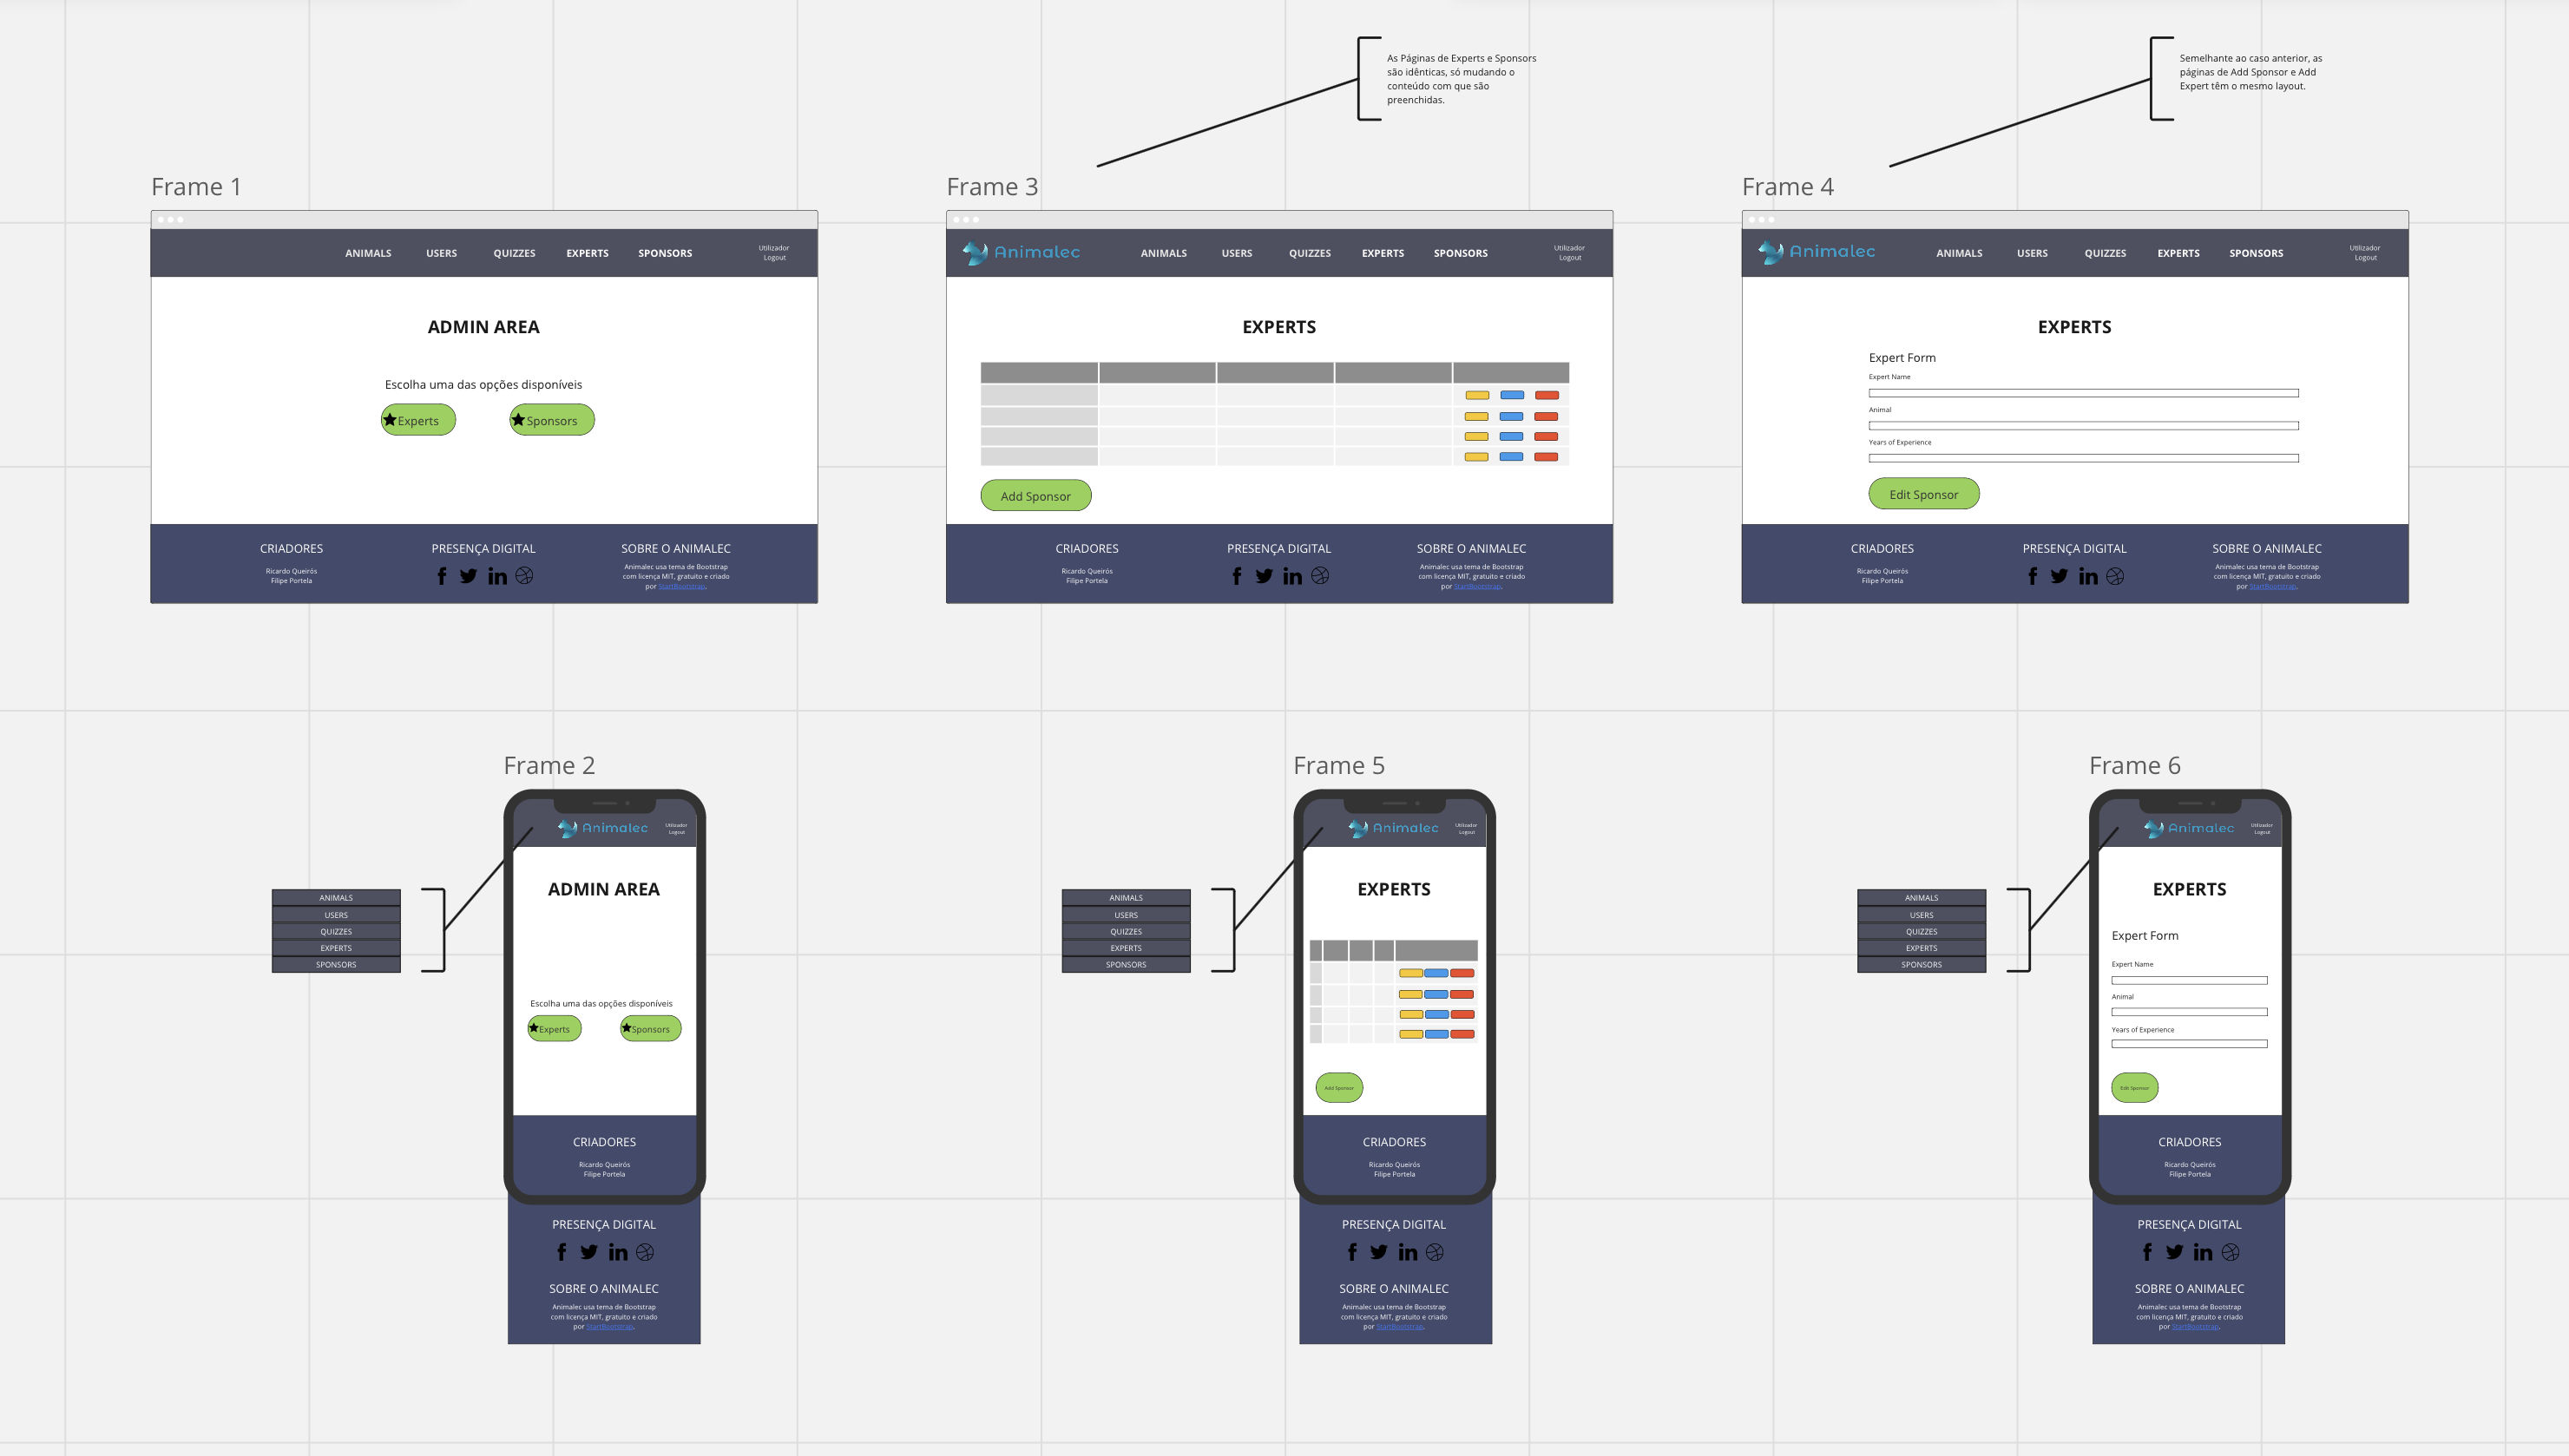 As Páginas de Experts e Sponsors
são idênticas, só mudando o
conteúdo com que são
preenchidas.
Semelhante ao caso anterior, as
páginas de Add Sponsor e Add
Expert têm o mesmo layout.
Frame 1
ANIMALS USERS QUIZZES EXPERTS SPONSORS
Utilizador
Logout
ADMIN AREA
Escolha uma das opções disponíveis
Experts Sponsors
CRIADORES
Ricardo Queirós
Filipe Portela
PRESENÇA DIGITAL
SOBRE O ANIMALEC
Animalec usa tema de Bootstrap
com licença MIT, gratuito e criado
por StartBootstrap.
Frame 3
Animalec
ANIMALS USERS QUIZZES EXPERTS SPONSORS
Utilizador
Logout
EXPERTS
Add Sponsor
CRIADORES
Ricardo Queirós
Filipe Portela
PRESENÇA DIGITAL
SOBRE O ANIMALEC
Animalec usa tema de Bootstrap
com licença MIT, gratuito e criado
por StartBootstrap.
Frame 4
Animalec
ANIMALS USERS QUIZZES EXPERTS SPONSORS
Utilizador
Logout
EXPERTS
Expert Form
Expert Name
Animal
Years of Experience
Edit Sponsor
CRIADORES
Ricardo Queirós
Filipe Portela
PRESENÇA DIGITAL
SOBRE O ANIMALEC
Animalec usa tema de Bootstrap
com licença MIT, gratuito e criado
por StartBootstrap.
Frame 2
ANIMALS
USERS
QUIZZES
EXPERTS
SPONSORS
Animalec
Utilizador
Logout
ADMIN AREA
Escolha uma das opções disponíveis
Experts Sponsors
CRIADORES
Ricardo Queirós
Filipe Portela
PRESENÇA DIGITAL
SOBRE O ANIMALEC
Animalec usa tema de Bootstrap
com licença MIT, gratuito e criado
por StartBootstrap.
Frame 5
ANIMALS
USERS
QUIZZES
EXPERTS
SPONSORS
Animalec
Utilizador
Logout
EXPERTS
Add Sponsor
CRIADORES
Ricardo Queirós
Filipe Portela
PRESENÇA DIGITAL
SOBRE O ANIMALEC
Animalec usa tema de Bootstrap
com licença MIT, gratuito e criado
por StartBootstrap.
Frame 6
ANIMALS
USERS
QUIZZES
EXPERTS
SPONSORS
Animalec
Utilizador
Logout
EXPERTS
Expert Form
Expert Name
Animal
Years of Experience
Edit Sponsor
CRIADORES
Ricardo Queirós
Filipe Portela
PRESENÇA DIGITAL
SOBRE O ANIMALEC
Animalec usa tema de Bootstrap
com licença MIT, gratuito e criado
por StartBootstrap.